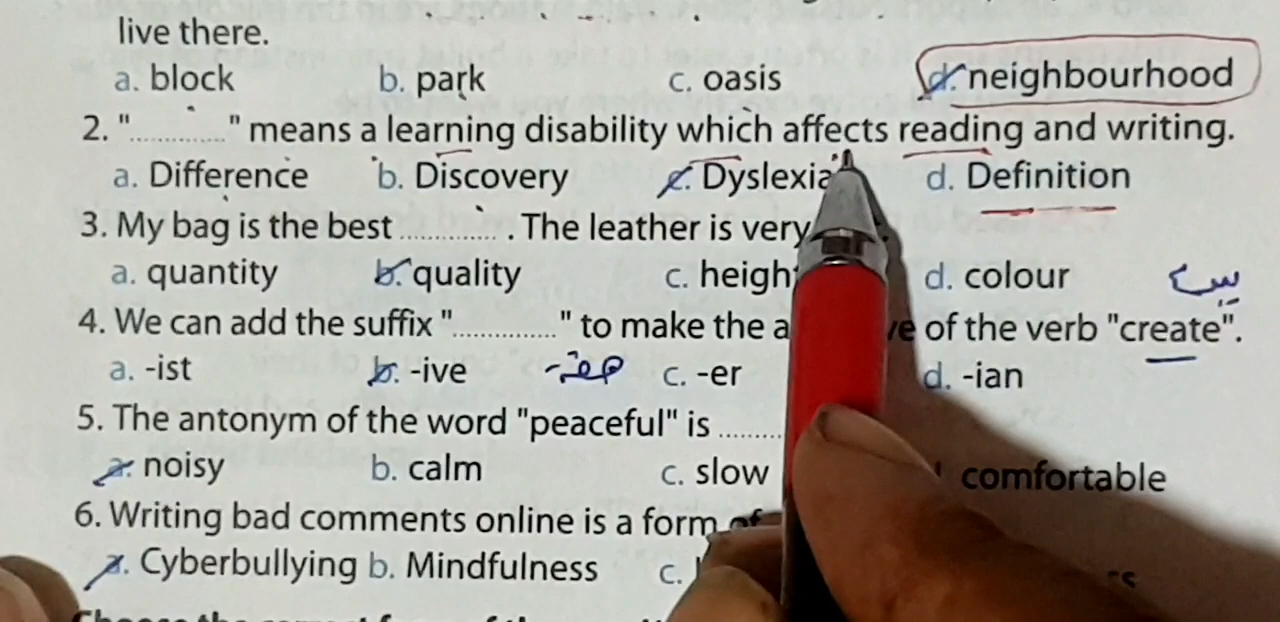 live there.
a. block b. park c. oasis d. neighbourhood
2. "............" means a learning disability which affects reading and writing.
a. Difference b. Discovery c. Dyslexia d. Definition
3. My bag is the best ............ . The leather is very
a. quantity b. quality c. height d. colour
4. We can add the suffix "............" to make the of the verb "create".
a. -ist b. -ive صفة c. -er d. -ian
5. The antonym of the word "peaceful" is ........
a. noisy b. calm c. slow comfortable
6. Writing bad comments online is a form of
a. Cyberbullying b. Mindfulness c.